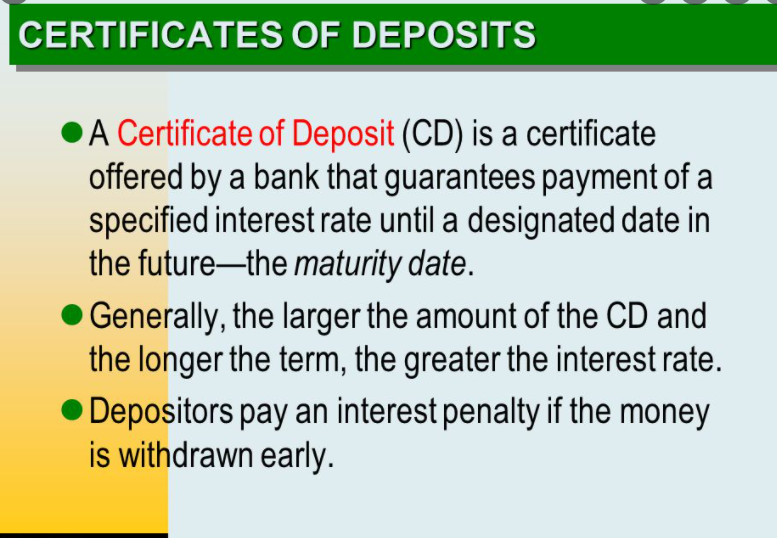 CERTIFICATES OF DEPOSITS
A Certificate of Deposit (CD) is a certificate
offered by a bank that guarantees payment of a
specified interest rate until a designated date in
the future—the maturity date.
Generally, the larger the amount of the CD and
the longer the term, the greater the interest rate.
Depositors pay an interest penalty if the money
is withdrawn early.